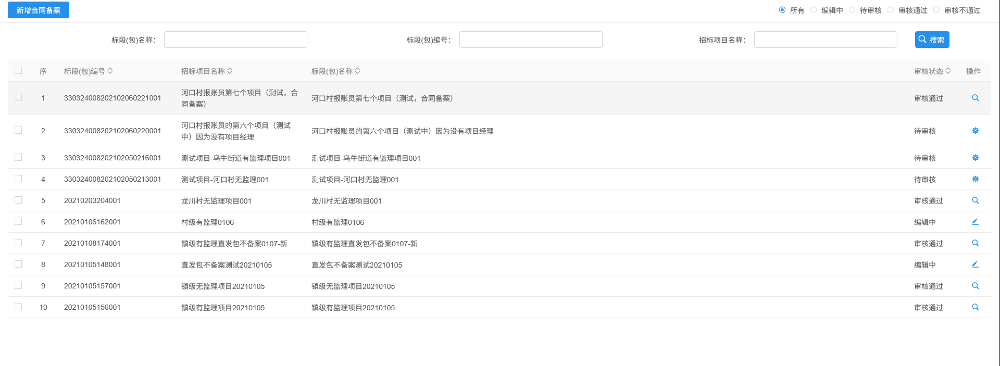 新增合同备案
所有 编辑中 待审核 审核通过 审核不通过
标段(包)名称： 标段(包)编号： 招标项目名称： 搜索
序 标段(包)编号 招标项目名称 标段(包)名称 审核状态 操作
1 330324008202102060221001 河口村报账员第七个项目（测试，合 河口村报账员第七个项目（测试，合同备案） 审核通过
同备案）
2 330324008202102060220001 河口村报账员的第六个项目（测试 河口村报账员的第六个项目（测试中）因为没有项目经理 待审核
中）因为没有项目经理
3 330324008202102050216001 测试项目-乌牛街道有监理项目001 测试项目-乌牛街道有监理项目001 待审核
4 330324008202102050213001 测试项目-河口村无监理001 测试项目-河口村无监理001 待审核
5 20210203204001 龙川村无监理项目001 龙川村无监理项目001 审核通过
6 20210106162001 村级有监理0106 村级有监理0106 编辑中
7 20210108174001 镇级有监理直发包不备案0107-新 镇级有监理直发包不备案0107-新 审核通过
8 20210105148001 直发包不备案测试20210105 直发包不备案测试20210105 编辑中
9 20210105157001 镇级无监理项目20210105 镇级无监理项目20210105 审核通过
10 20210105156001 镇级有监理项目20210105 镇级有监理项目20210105 审核通过